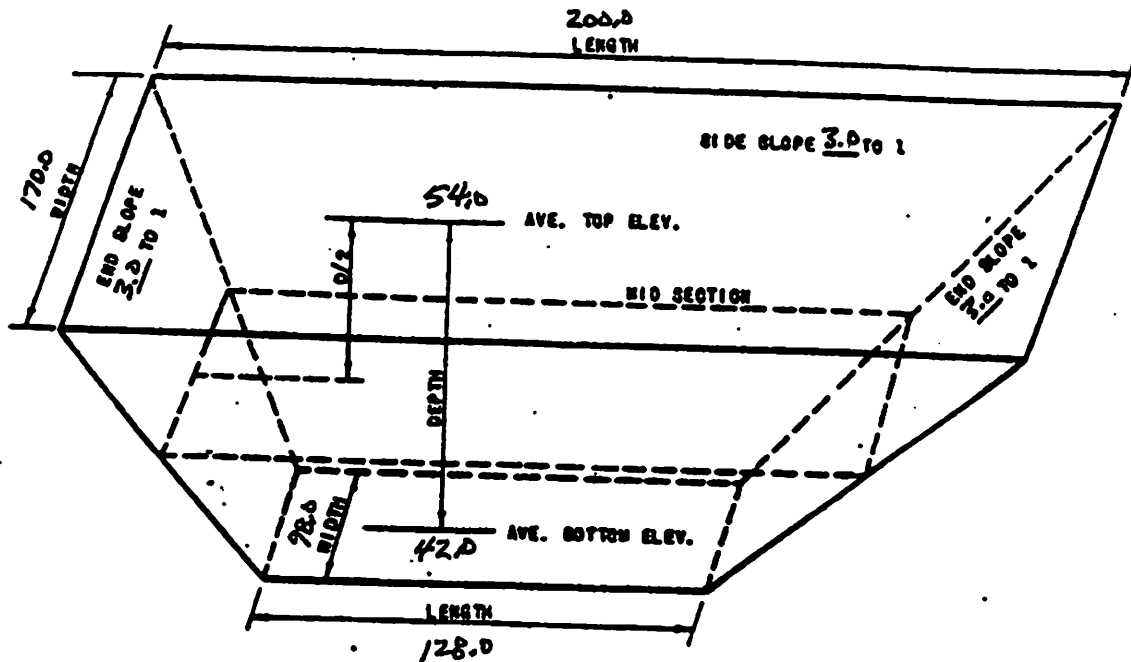 200.0
LENGTH
170.0
WIDTH
SIDE SLOPE 3.0 TO 1
END SLOPE
3.0 TO 1
54.0
AVE. TOP ELEV.
D/2
MID SECTION
END SLOPE
3.0 TO 1
DEPTH
98.0
WIDTH
42.0
AVE. BOTTOM ELEV.
LENGTH
128.0